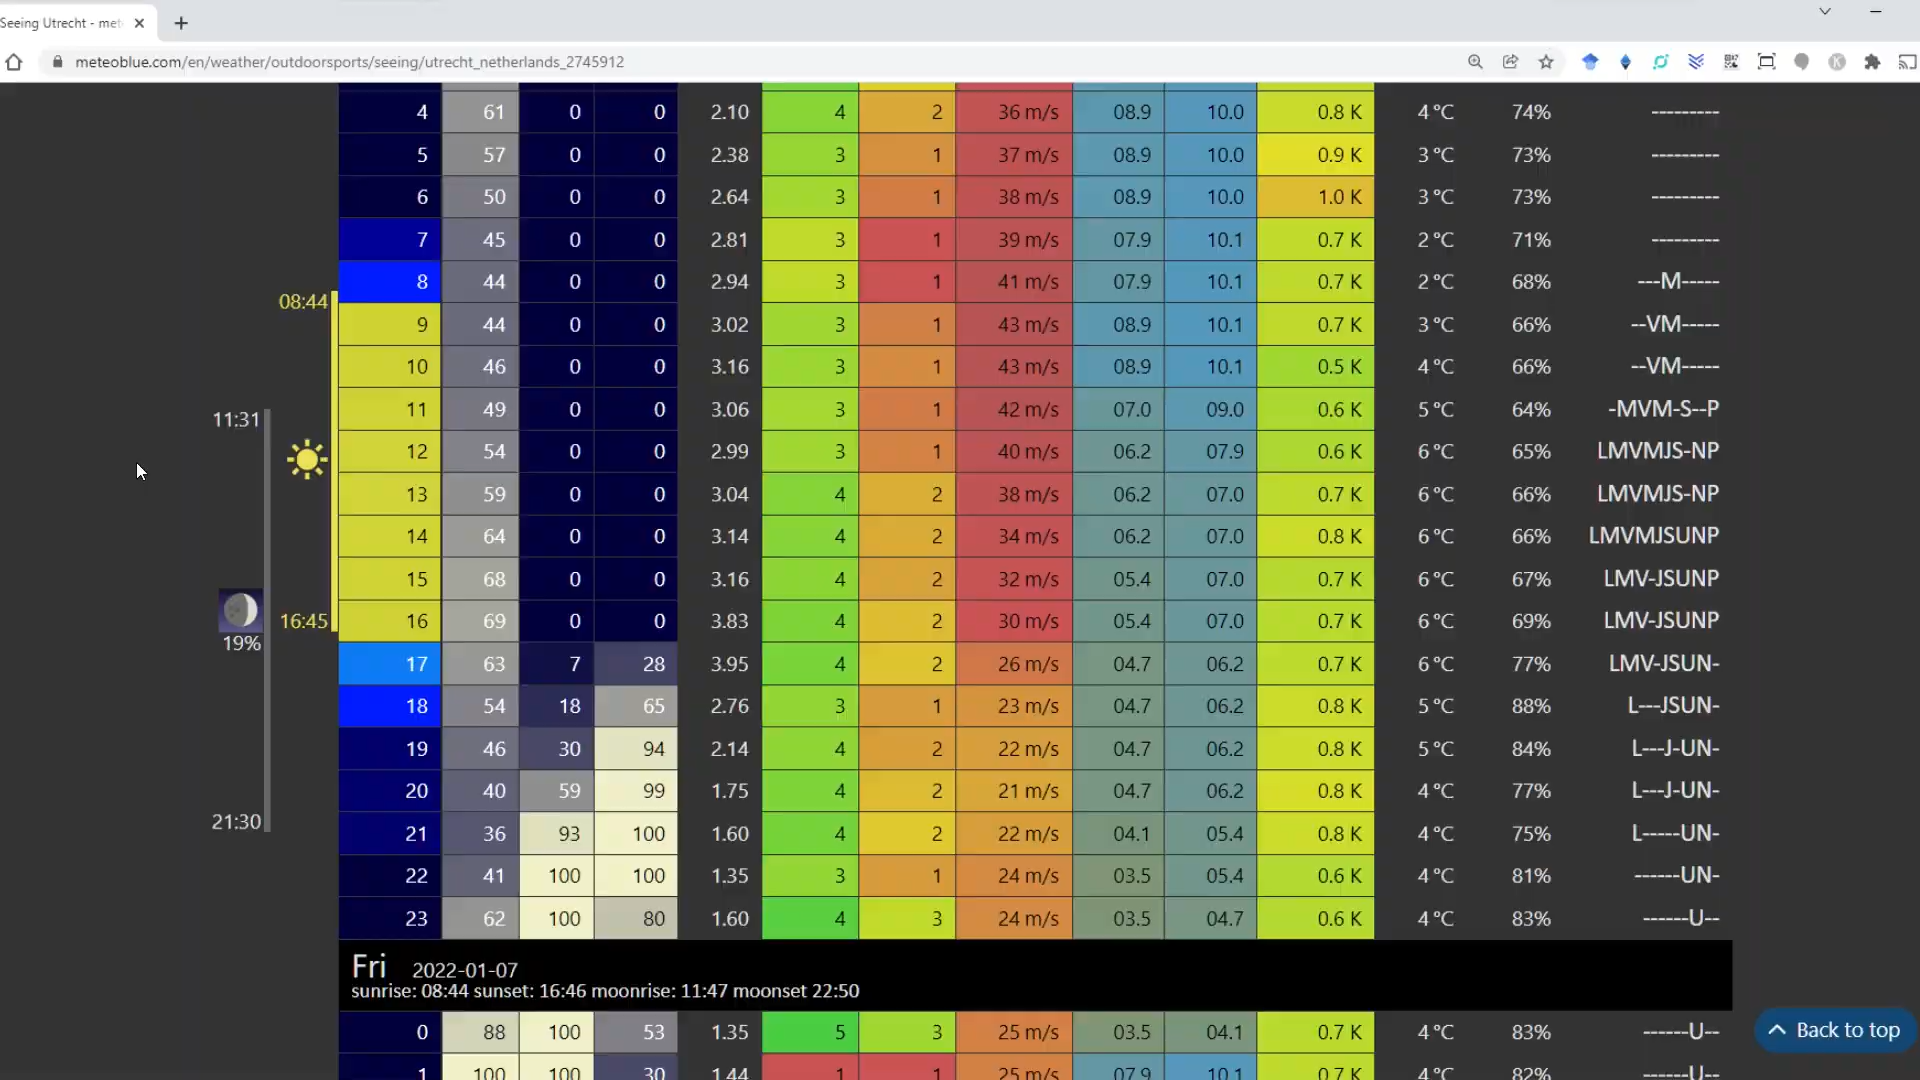 Seeing Utrecht - met
meteoblue.com/en/weather/outdoorsports/seeing/utrecht_netherlands_2745912
4 61 0 0 2.10 4 2 36 m/s 08.9 10.0 0.8 K 4 °C 74% ---------
5 57 0 0 2.38 3 1 37 m/s 08.9 10.0 0.9 K 3 °C 73% ---------
6 50 0 0 2.64 3 1 38 m/s 08.9 10.0 1.0 K 3 °C 73% ---------
7 45 0 0 2.81 3 1 39 m/s 07.9 10.1 0.7 K 2 °C 71% ---------
8 44 0 0 2.94 3 1 41 m/s 07.9 10.1 0.7 K 2 °C 68% ---M-----
08:44
9 44 0 0 3.02 3 1 43 m/s 08.9 10.1 0.7 K 3 °C 66% --VM-----
10 46 0 0 3.16 3 1 43 m/s 08.9 10.1 0.5 K 4 °C 66% --VM-----
11:31 11 49 0 0 3.06 3 1 42 m/s 07.0 09.0 0.6 K 5 °C 64% -MVM-S--P
12 54 0 0 2.99 3 1 40 m/s 06.2 07.9 0.6 K 6 °C 65% LMVMJS-NP
13 59 0 0 3.04 4 2 38 m/s 06.2 07.0 0.7 K 6 °C 66% LMVMJS-NP
14 64 0 0 3.14 4 2 34 m/s 06.2 07.0 0.8 K 6 °C 66% LMVMJSUNP
15 68 0 0 3.16 4 2 32 m/s 05.4 07.0 0.7 K 6 °C 67% LMV-JSUNP
16:45 16 69 0 0 3.83 4 2 30 m/s 05.4 07.0 0.7 K 6 °C 69% LMV-JSUNP
19%
17 63 7 28 3.95 4 2 26 m/s 04.7 06.2 0.7 K 6 °C 77% LMV-JSUN-
18 54 18 65 2.76 3 1 23 m/s 04.7 06.2 0.8 K 5 °C 88% L---JSUN-
19 46 30 94 2.14 4 2 22 m/s 04.7 06.2 0.8 K 5 °C 84% L---J-UN-
20 40 59 99 1.75 4 2 21 m/s 04.7 06.2 0.8 K 4 °C 77% L---J-UN-
21:30 21 36 93 100 1.60 4 2 22 m/s 04.1 05.4 0.8 K 4 °C 75% L-----UN-
22 41 100 100 1.35 3 1 24 m/s 03.5 05.4 0.6 K 4 °C 81% ------UN-
23 62 100 80 1.60 4 3 24 m/s 03.5 04.7 0.6 K 4 °C 83% ------U--
Fri 2022-01-07
sunrise: 08:44 sunset: 16:46 moonrise: 11:47 moonset 22:50
0 88 100 53 1.35 5 3 25 m/s 03.5 04.1 0.7 K 4 °C 83% ------U--
Back to top
1 100 100 30 1.44 1 1 25 m/s 07.9 10.1 0.7 K 4 °C 82% ------U--